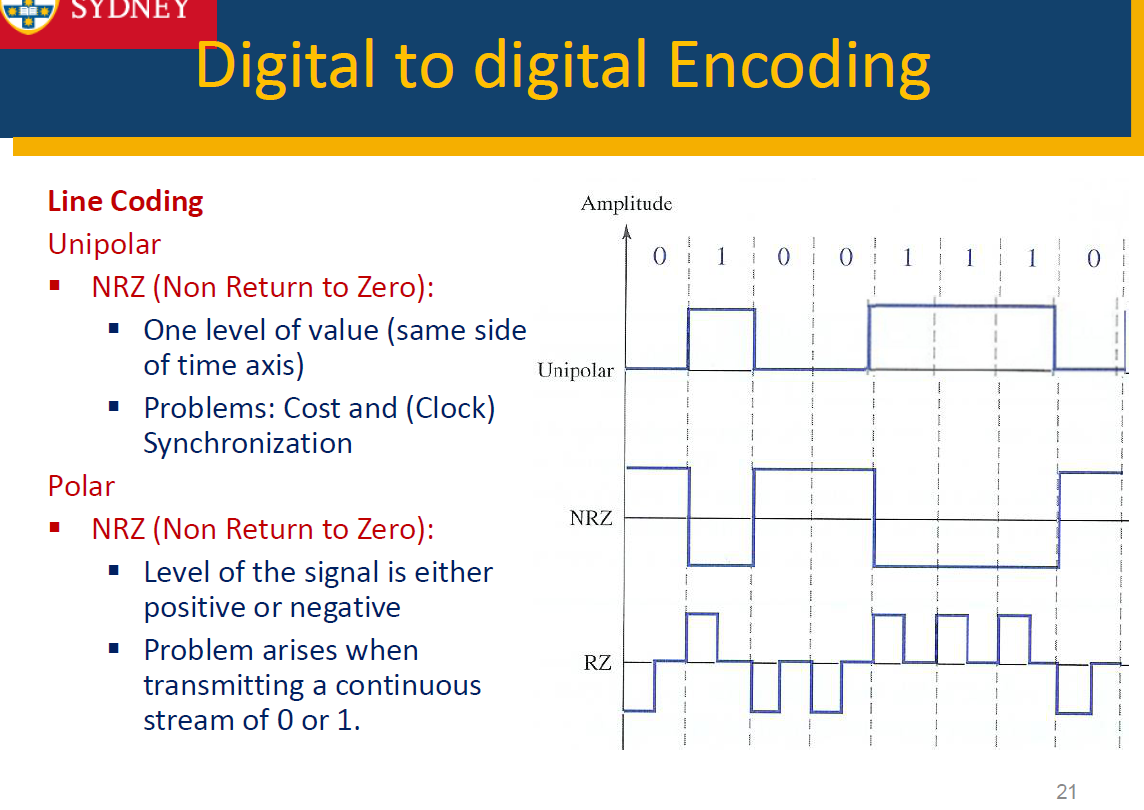 SYDNEY
Digital to digital Encoding
Line Coding
Unipolar
▪ NRZ (Non Return to Zero):
▪ One level of value (same side
of time axis)
▪ Problems: Cost and (Clock)
Synchronization
Polar
▪ NRZ (Non Return to Zero):
▪ Level of the signal is either
positive or negative
▪ Problem arises when
transmitting a continuous
stream of 0 or 1.
Amplitude
0 1 0 0 1 1 1 0
Unipolar
NRZ
RZ
21